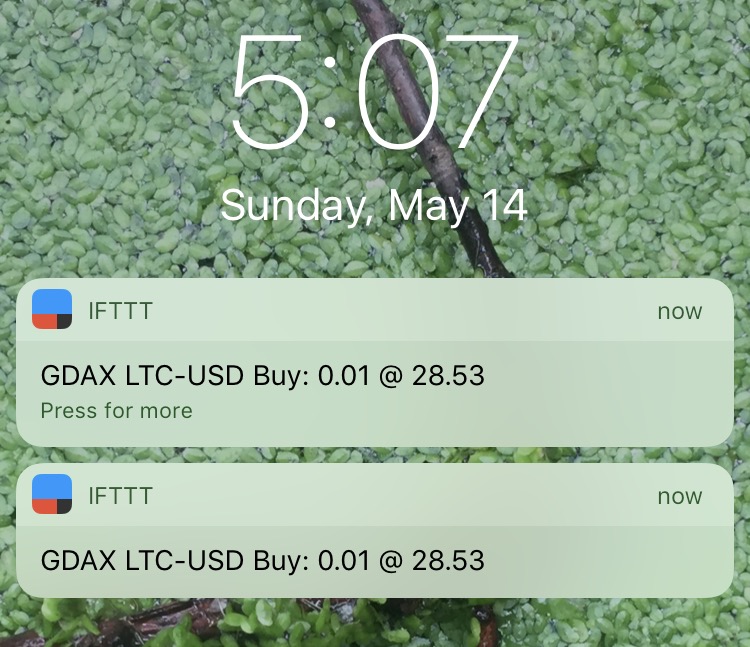 5:07
Sunday, May 14
IFTTT now
GDAX LTC-USD Buy: 0.01 @ 28.53
Press for more
IFTTT now
GDAX LTC-USD Buy: 0.01 @ 28.53